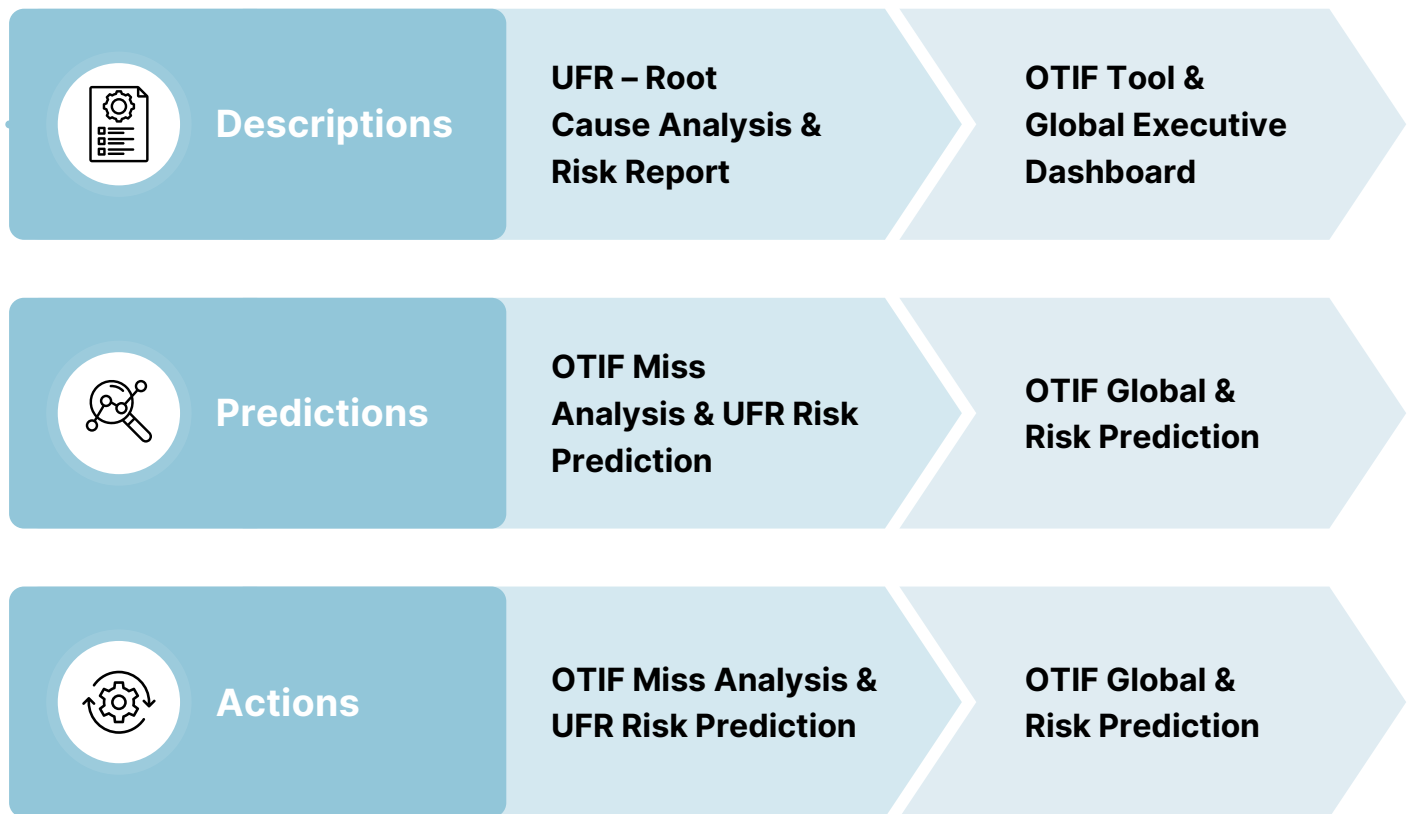 Descriptions
UFR – Root
Cause Analysis &
Risk Report
OTIF Tool &
Global Executive
Dashboard
Predictions
OTIF Miss
Analysis & UFR Risk
Prediction
OTIF Global &
Risk Prediction
Actions
OTIF Miss Analysis &
UFR Risk Prediction
OTIF Global &
Risk Prediction